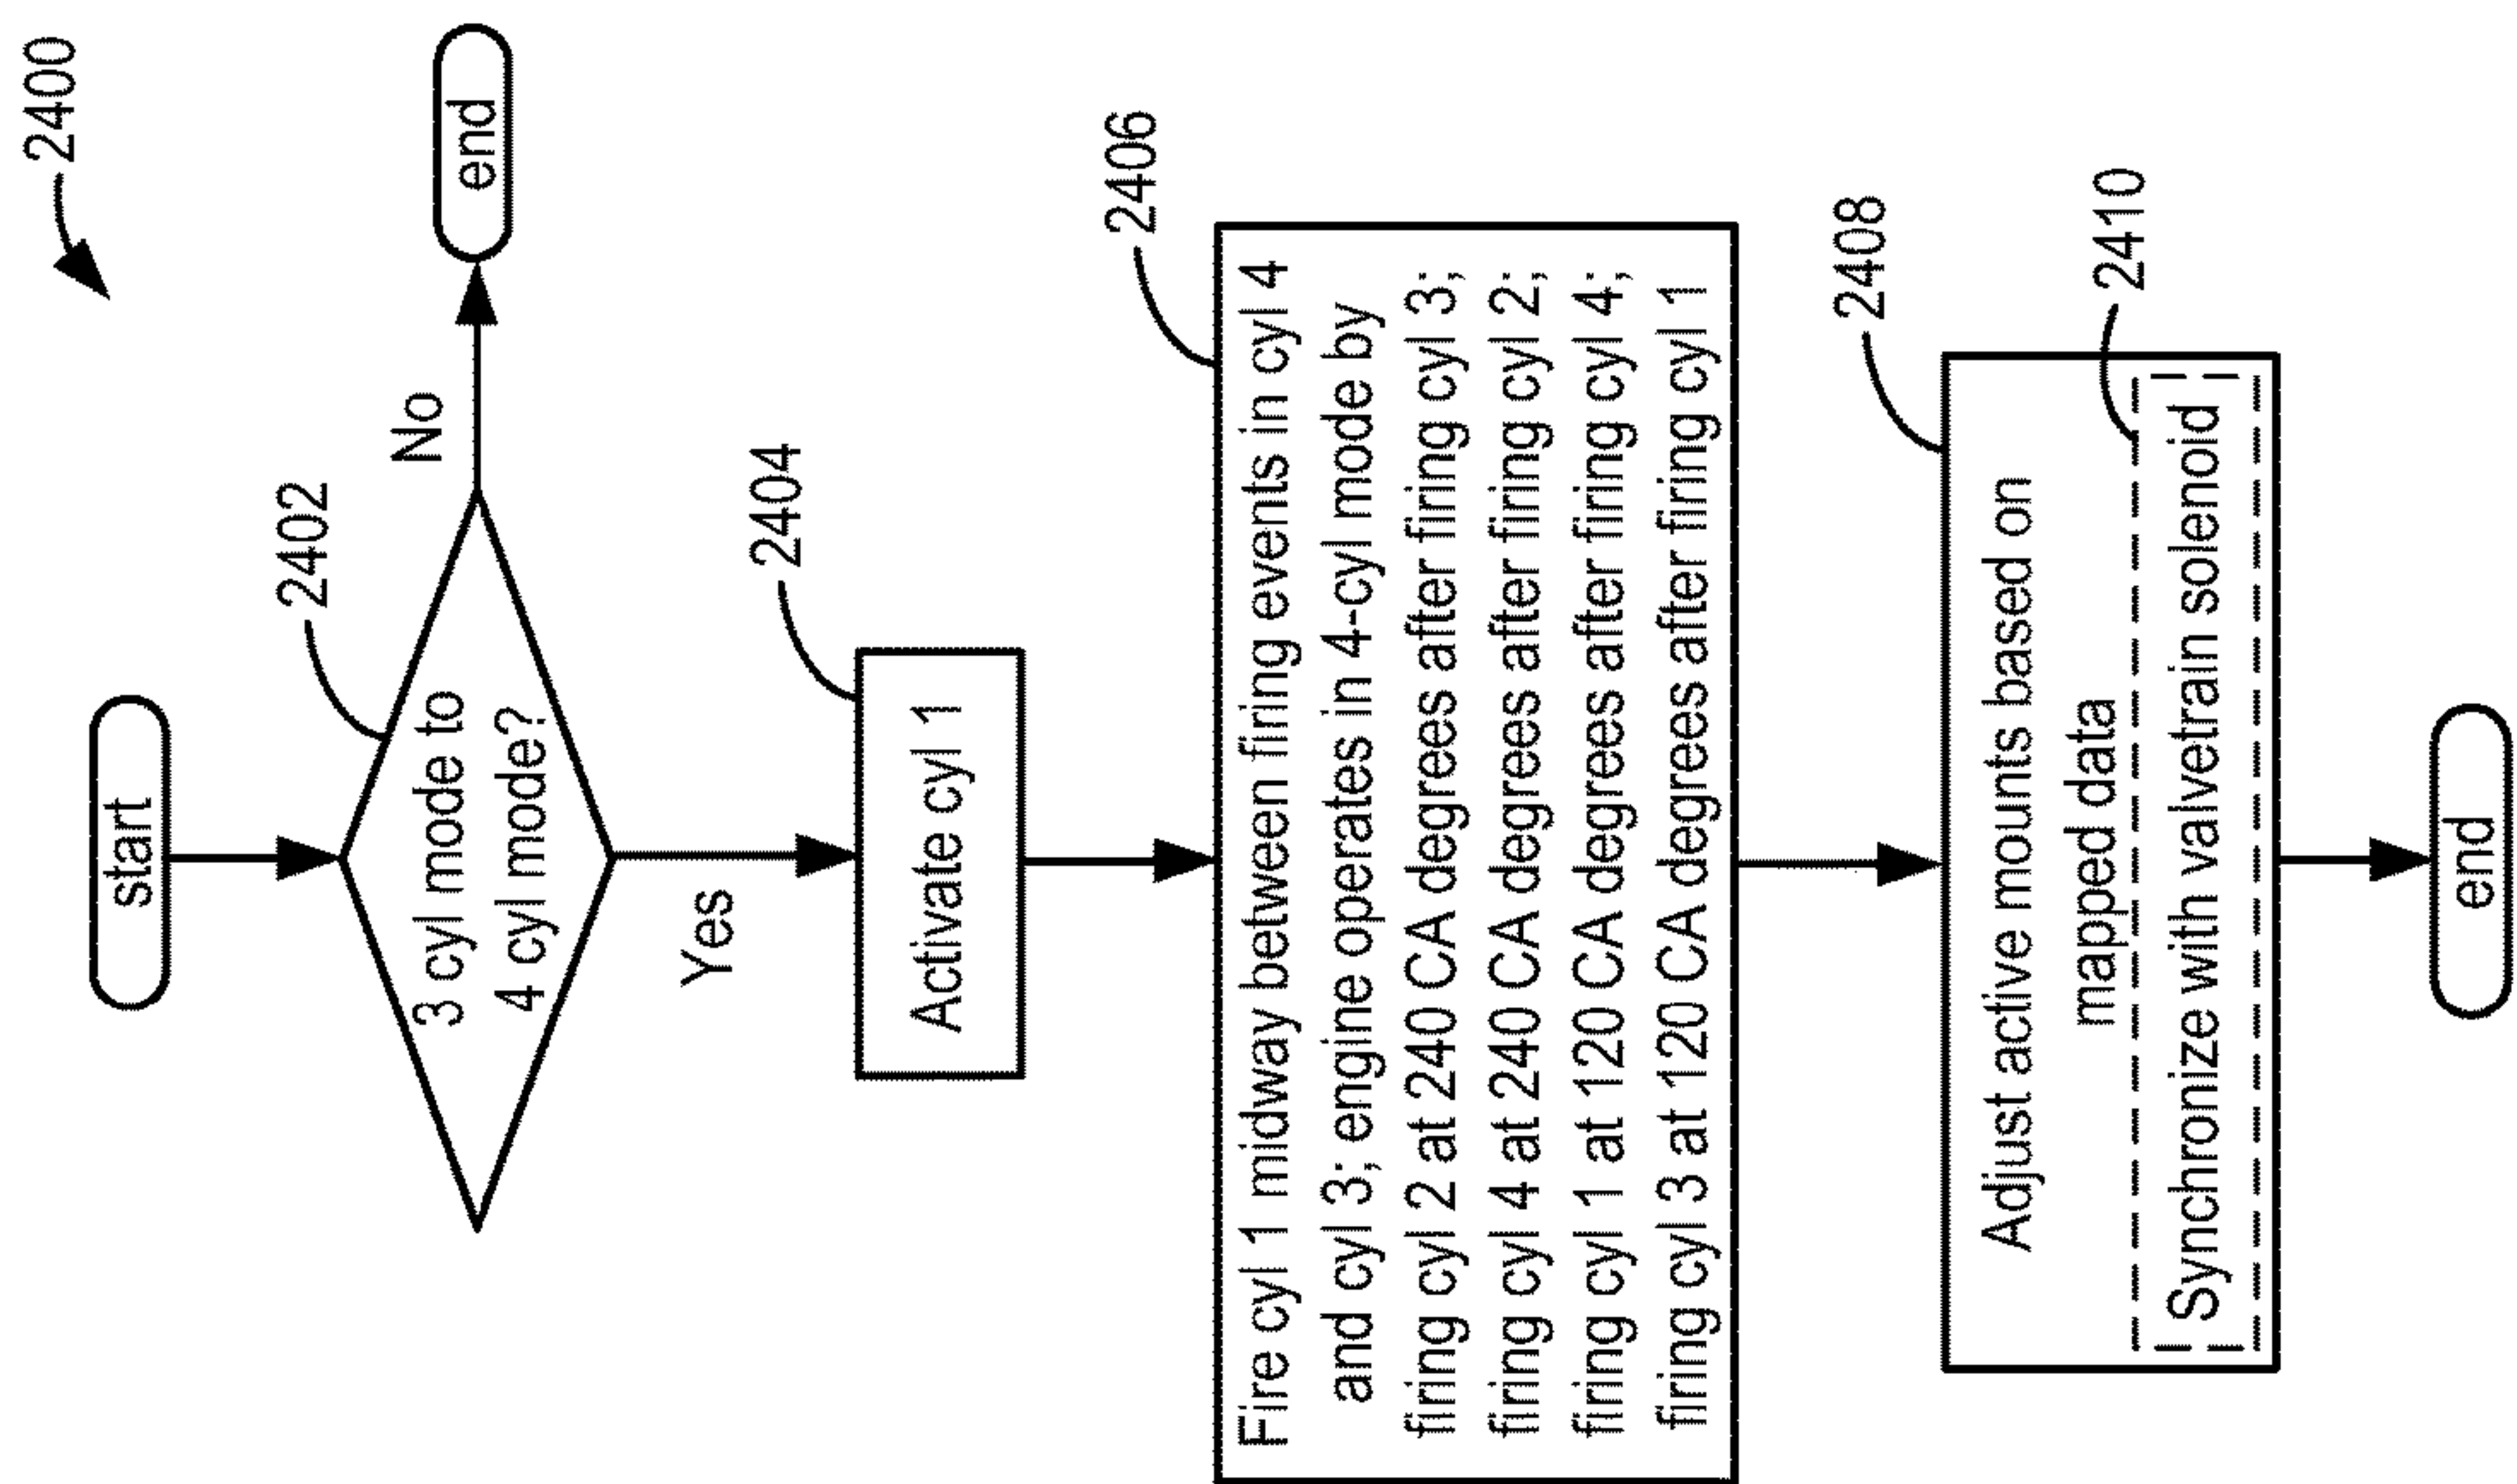 2400
start
2402
3 cyl mode to
4 cyl mode?
No
end
Yes
2404
Activate cyl 1
2406
Fire cyl 1 midway between firing events in cyl 4
and cyl 3; engine operates in 4-cyl mode by
firing cyl 2 at 240 CA degrees after firing cyl 3;
firing cyl 4 at 240 CA degrees after firing cyl 2;
firing cyl 1 at 120 CA degrees after firing cyl 4;
firing cyl 3 at 120 CA degrees after firing cyl 1
2408
Adjust active mounts based on
mapped data
2410
Synchronize with valvetrain solenoid
end